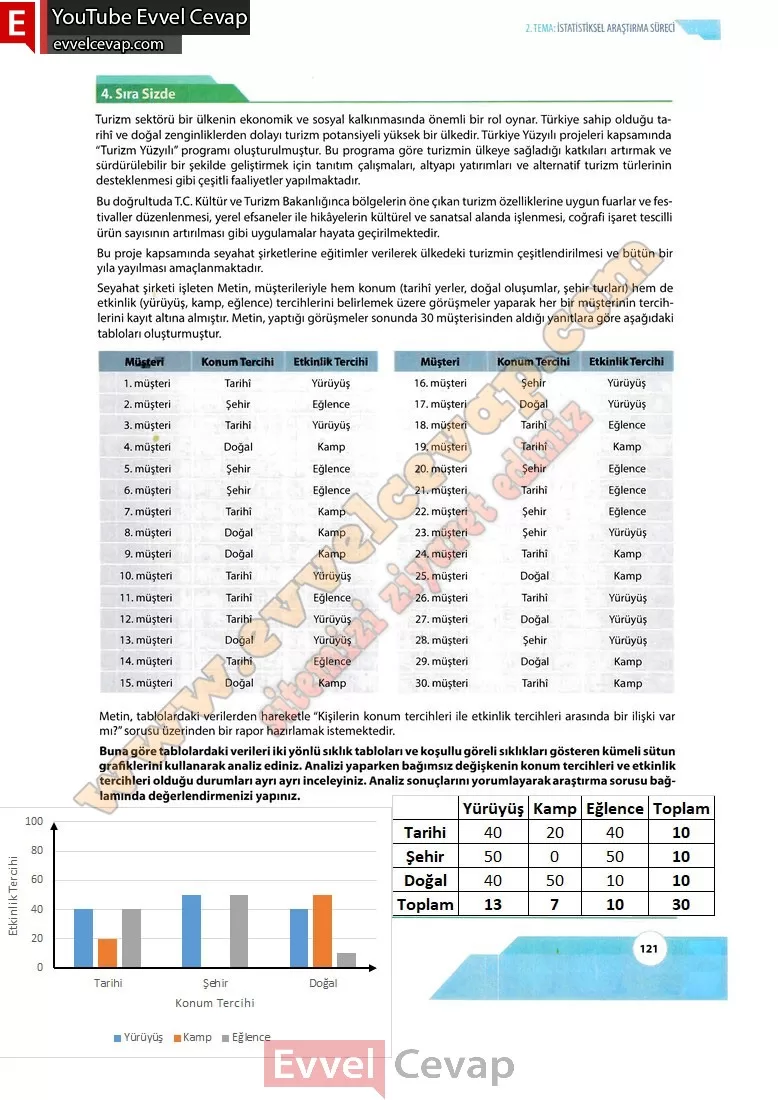 YouTube Evvel Cevap
evvelcevap.com
2. TEMA: İSTATİSTİKSEL ARAŞTIRMA SÜRECİ
4. Sıra Sizde
Turizm sektörü bir ülkenin ekonomik ve sosyal kalkınmasında önemli bir rol oynar. Türkiye sahip olduğu ta-
rihî ve doğal zenginliklerden dolayı turizm potansiyeli yüksek bir ülkedir. Türkiye Yüzyılı projeleri kapsamında
“Turizm Yüzyılı” programı oluşturulmuştur. Bu programa göre turizmin ülkeye sağladığı katkıları artırmak ve
sürdürülebilir bir şekilde geliştirmek için tanıtım çalışmaları, altyapı yatırımları ve alternatif turizm türlerinin
desteklenmesi gibi çeşitli faaliyetler yapılmaktadır.
Bu doğrultuda T.C. Kültür ve Turizm Bakanlığınca bölgelerin öne çıkan turizm özelliklerine uygun fuarlar ve fes-
tivaller düzenlenmesi, yerel efsaneler ile hikâyelerin kültürel ve sanatsal alanda işlenmesi, coğrafi işaret tescilli
ürün sayısının artırılması gibi uygulamalar hayata geçirilmektedir.
Bu proje kapsamında seyahat şirketlerine eğitimler verilerek ülkedeki turizmin çeşitlendirilmesi ve bütün bir
yıla yayılması amaçlanmaktadır.
Seyahat şirketi işleten Metin, müşterileriyle hem konum (tarihî yerler, doğal oluşumlar, şehir turları) hem de
etkinlik (yürüyüş, kamp, eğlence) tercihlerini belirlemek üzere görüşmeler yaparak her bir müşterinin tercih-
lerini kayıt altına almıştır. Metin, yaptığı görüşmeler sonunda 30 müşterisinden aldığı yanıtlara göre aşağıdaki
tabloları oluşturmuştur.
Müşteri Konum Tercihi Etkinlik Tercihi Müşteri Konum Tercihi Etkinlik Tercihi
1. müşteri Tarihî Yürüyüş 16. müşteri Şehir Yürüyüş
2. müşteri Şehir Eğlence 17. müşteri Doğal Yürüyüş
3. müşteri Tarihî Yürüyüş 18. müşteri Tarihî Eğlence
4. müşteri Doğal Kamp 19. müşteri Tarihî Kamp
5. müşteri Şehir Eğlence 20. müşteri Şehir Eğlence
6. müşteri Şehir Eğlence 21. müşteri Tarihî Eğlence
7. müşteri Tarihî Kamp 22. müşteri Şehir Eğlence
8. müşteri Doğal Kamp 23. müşteri Şehir Yürüyüş
9. müşteri Doğal Kamp 24. müşteri Tarihî Kamp
10. müşteri Tarihî Yürüyüş 25. müşteri Doğal Kamp
11. müşteri Tarihî Eğlence 26. müşteri Tarihî Yürüyüş
12. müşteri Tarihî Yürüyüş 27. müşteri Doğal Yürüyüş
13. müşteri Doğal Yürüyüş 28. müşteri Şehir Yürüyüş
14. müşteri Tarihî Eğlence 29. müşteri Doğal Kamp
15. müşteri Doğal Kamp 30. müşteri Tarihî Kamp
www.evvelcevap.com
sitemizi ziyaret ediniz
Metin, tablolardaki verilerden hareketle “Kişilerin konum tercihleri ile etkinlik tercihleri arasında bir ilişki var
mı?” sorusu üzerinden bir rapor hazırlamak istemektedir.
Buna göre tablolardaki verileri iki yönlü sıklık tabloları ve koşullu göreli sıklıkları gösteren kümeli sütun
grafiklerini kullanarak analiz ediniz. Analizi yaparken bağımsız değişkenin konum tercihleri ve etkinlik
tercihleri olduğu durumları ayrı ayrı inceleyiniz. Analiz sonuçlarını yorumlayarak araştırma sorusu bağ-
lamında değerlendirmenizi yapınız.
100
80
60
40
20
0
Etkinlik Tercihi
Tarihi Şehir Doğal
Konum Tercihi
Yürüyüş Kamp Eğlence
Yürüyüş Kamp Eğlence Toplam
Tarihi 40 20 40 10
Şehir 50 0 50 10
Doğal 40 50 10 10
Toplam 13 7 10 30
121
Evvel Cevap